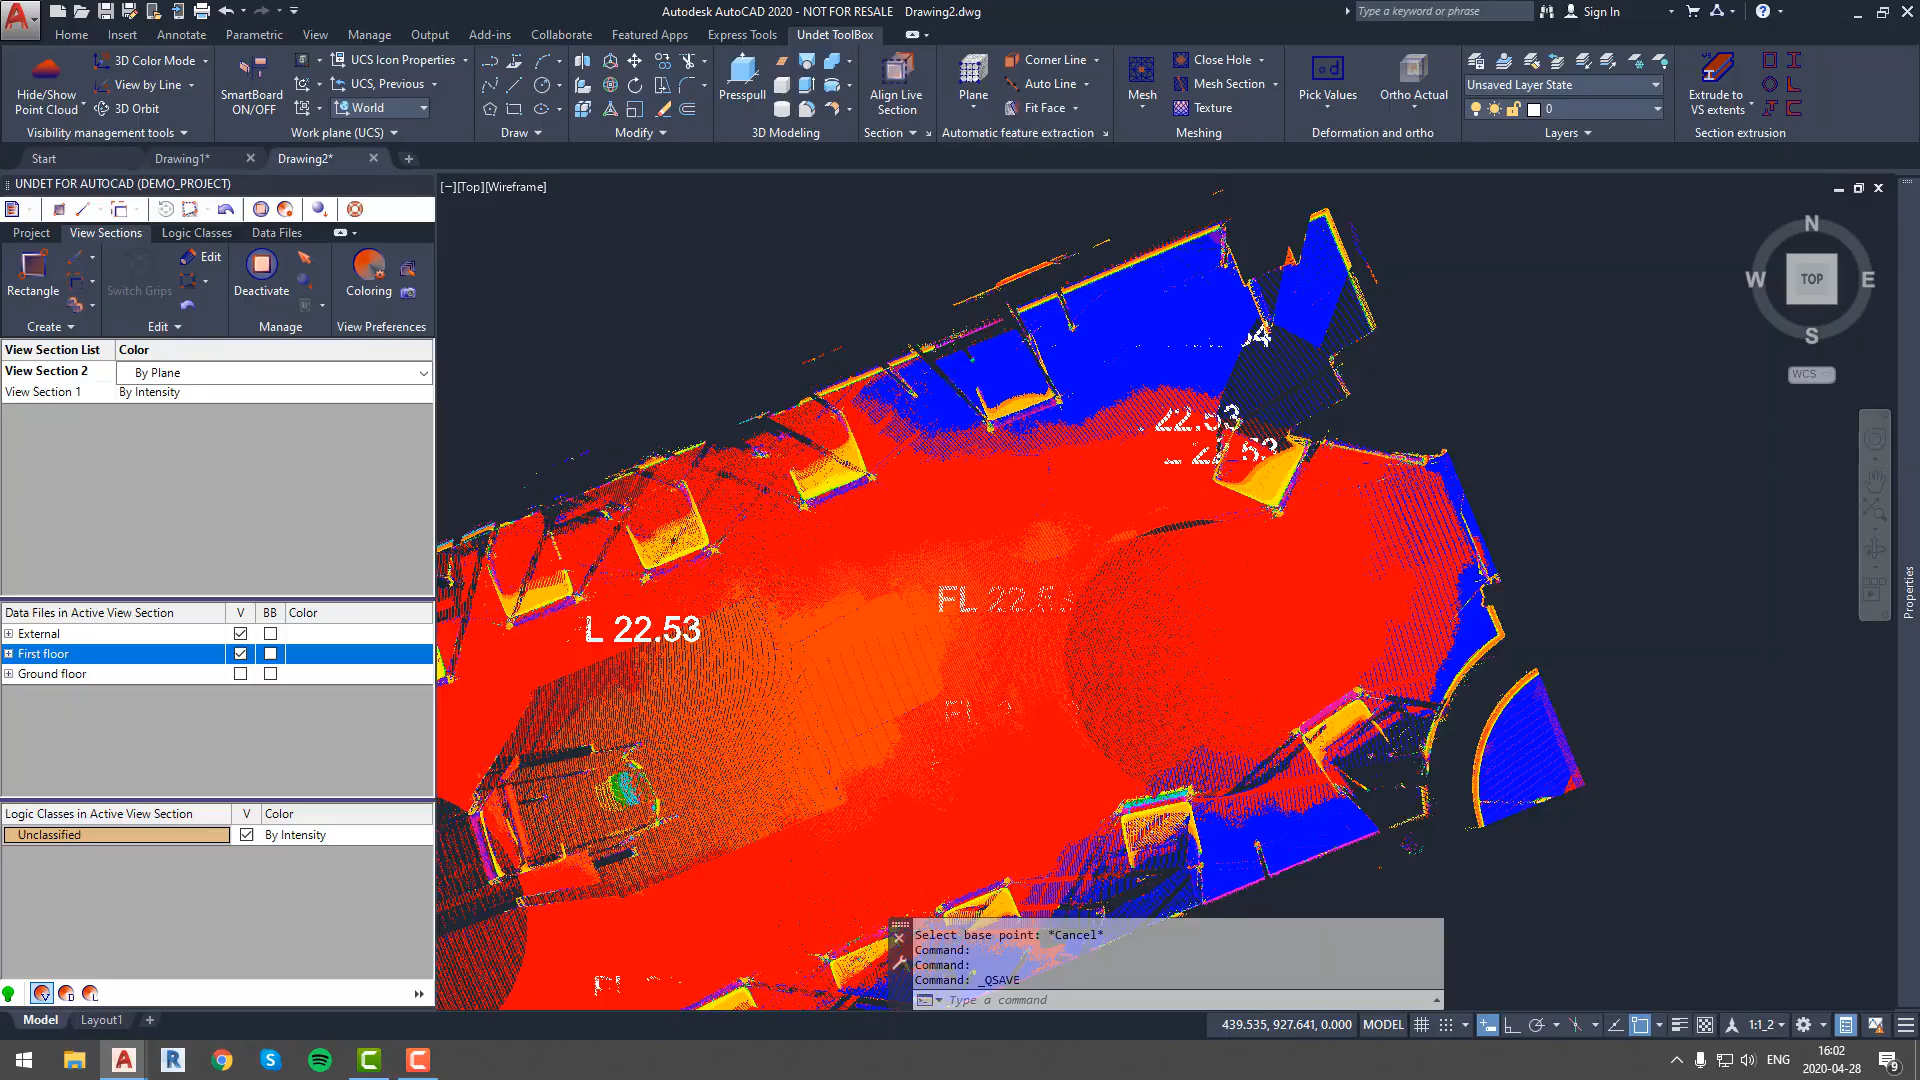 Autodesk AutoCAD 2020 - NOT FOR RESALE Drawing2.dwg
Type a keyword or phrase
Sign In
Home Insert Annotate Parametric View Manage Output Add-ins Collaborate Featured Apps Express Tools Undet ToolBox
Hide/Show
Point Cloud
3D Color Mode
View by Line
3D Orbit
Visibility management tools
SmartBoard
ON/OFF
UCS Icon Properties
UCS, Previous
World
Work plane (UCS)
Draw
Modify
Presspull
3D Modeling
Align Live
Section
Section
Plane
Corner Line
Auto Line
Fit Face
Automatic feature extraction
Mesh
Close Hole
Mesh Section
Texture
Meshing
Pick Values
Ortho Actual
Deformation and ortho
Unsaved Layer State
0
Layers
Extrude to
VS extents
Section extrusion
Start Drawing1* Drawing2*
UNDET FOR AUTOCAD (DEMO_PROJECT)
Project View Sections Logic Classes Data Files
Rectangle
Create
Switch Grips
Edit
Edit
Deactivate
Manage
Coloring
View Preferences
View Section List Color
View Section 2 By Plane
View Section 1 By Intensity
Data Files in Active View Section V BB Color
External
First floor
Ground floor
Logic Classes in Active View Section V Color
Unclassified By Intensity
[−][Top][Wireframe]
N
W TOP E
S
WCS
Properties
22.53
22.53
L 22.53
FL 22.53
Select base point: *Cancel*
Command:
Command:
Command: _QSAVE
Type a command
Model Layout1
439.535, 927.641, 0.000 MODEL 1:1_2
ENG
16:02
2020-04-28
9